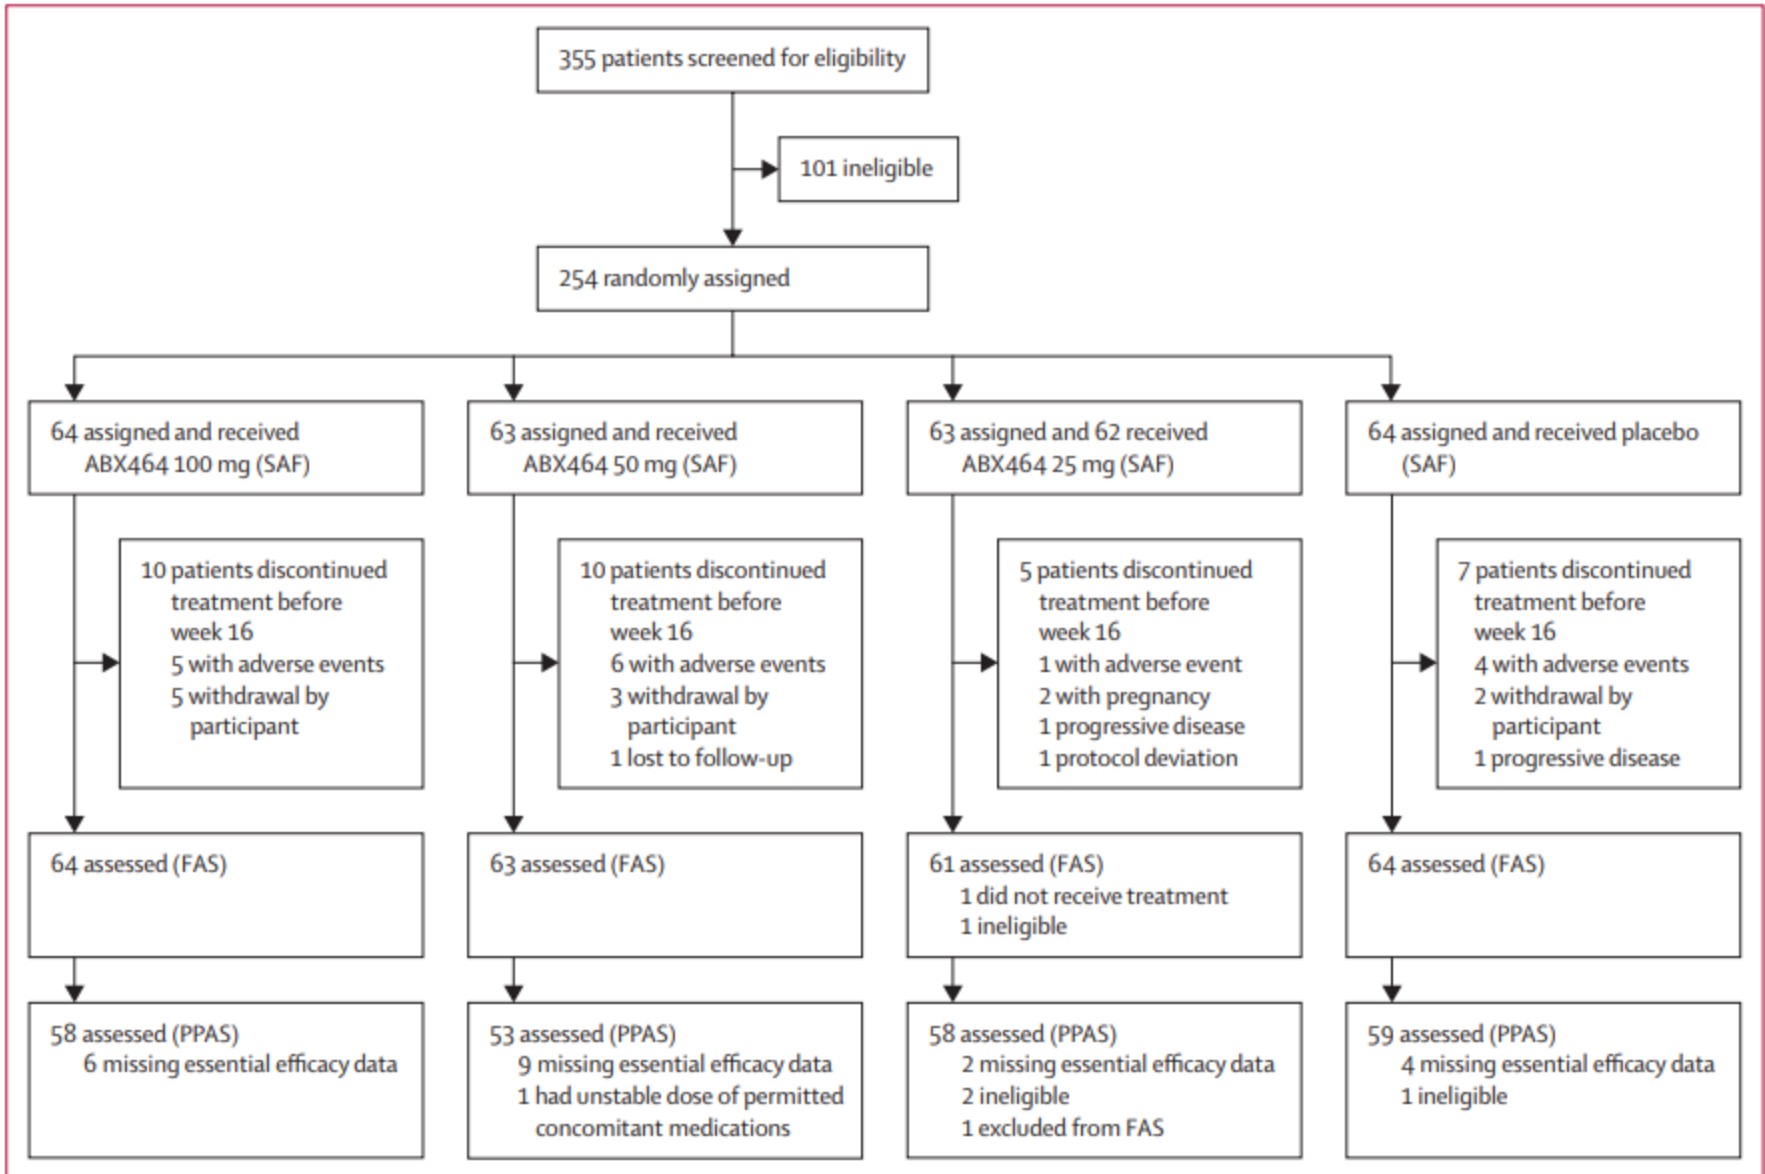 355 patients screened for eligibility
101 ineligible
254 randomly assigned
64 assigned and received
ABX464 100 mg (SAF)
63 assigned and received
ABX464 50 mg (SAF)
63 assigned and 62 received
ABX464 25 mg (SAF)
64 assigned and received placebo
(SAF)
10 patients discontinued
treatment before
week 16
5 with adverse events
5 withdrawal by
participant
10 patients discontinued
treatment before
week 16
6 with adverse events
3 withdrawal by
participant
1 lost to follow-up
5 patients discontinued
treatment before
week 16
1 with adverse event
2 with pregnancy
1 progressive disease
1 protocol deviation
7 patients discontinued
treatment before
week 16
4 with adverse events
2 withdrawal by
participant
1 progressive disease
64 assessed (FAS)
63 assessed (FAS)
61 assessed (FAS)
1 did not receive treatment
1 ineligible
64 assessed (FAS)
58 assessed (PPAS)
6 missing essential efficacy data
53 assessed (PPAS)
9 missing essential efficacy data
1 had unstable dose of permitted
concomitant medications
58 assessed (PPAS)
2 missing essential efficacy data
2 ineligible
1 excluded from FAS
59 assessed (PPAS)
4 missing essential efficacy data
1 ineligible